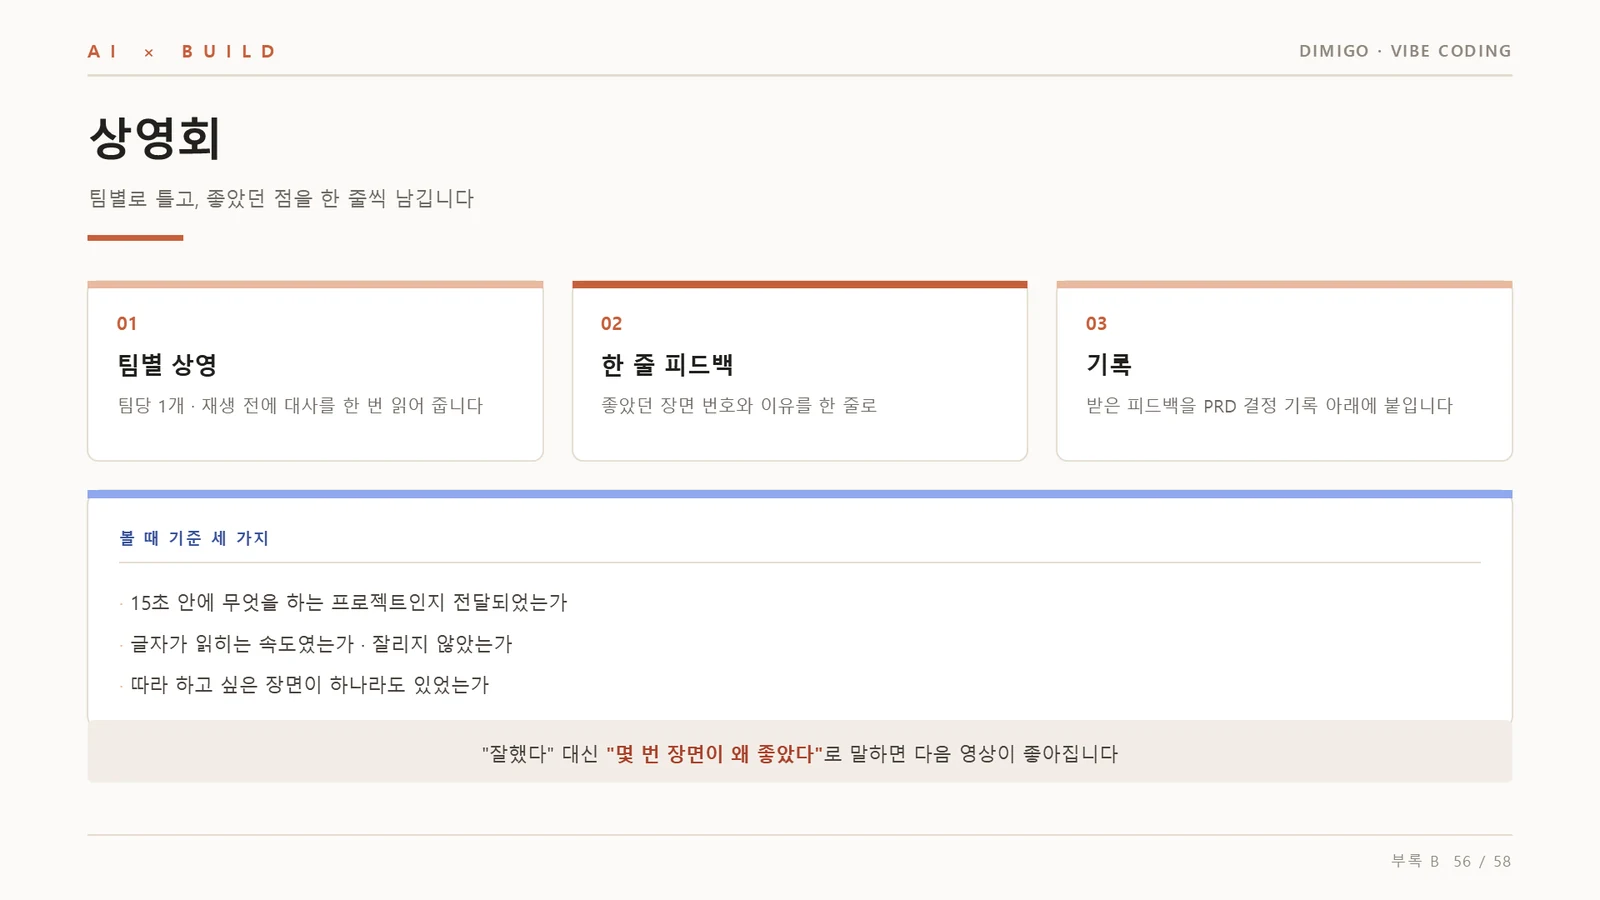 AI × BUILD
DIMIGO · VIBE CODING
상영회
팀별로 틀고, 좋았던 점을 한 줄씩 남깁니다
01
팀별 상영
팀당 1개 · 재생 전에 대사를 한 번 읽어 줍니다
02
한 줄 피드백
좋았던 장면 번호와 이유를 한 줄로
03
기록
받은 피드백을 PRD 결정 기록 아래에 붙입니다
볼 때 기준 세 가지
· 15초 안에 무엇을 하는 프로젝트인지 전달되었는가
· 글자가 읽히는 속도였는가 · 잘리지 않았는가
· 따라 하고 싶은 장면이 하나라도 있었는가
"잘했다" 대신 "몇 번 장면이 왜 좋았다"로 말하면 다음 영상이 좋아집니다
부록 B 56 / 58